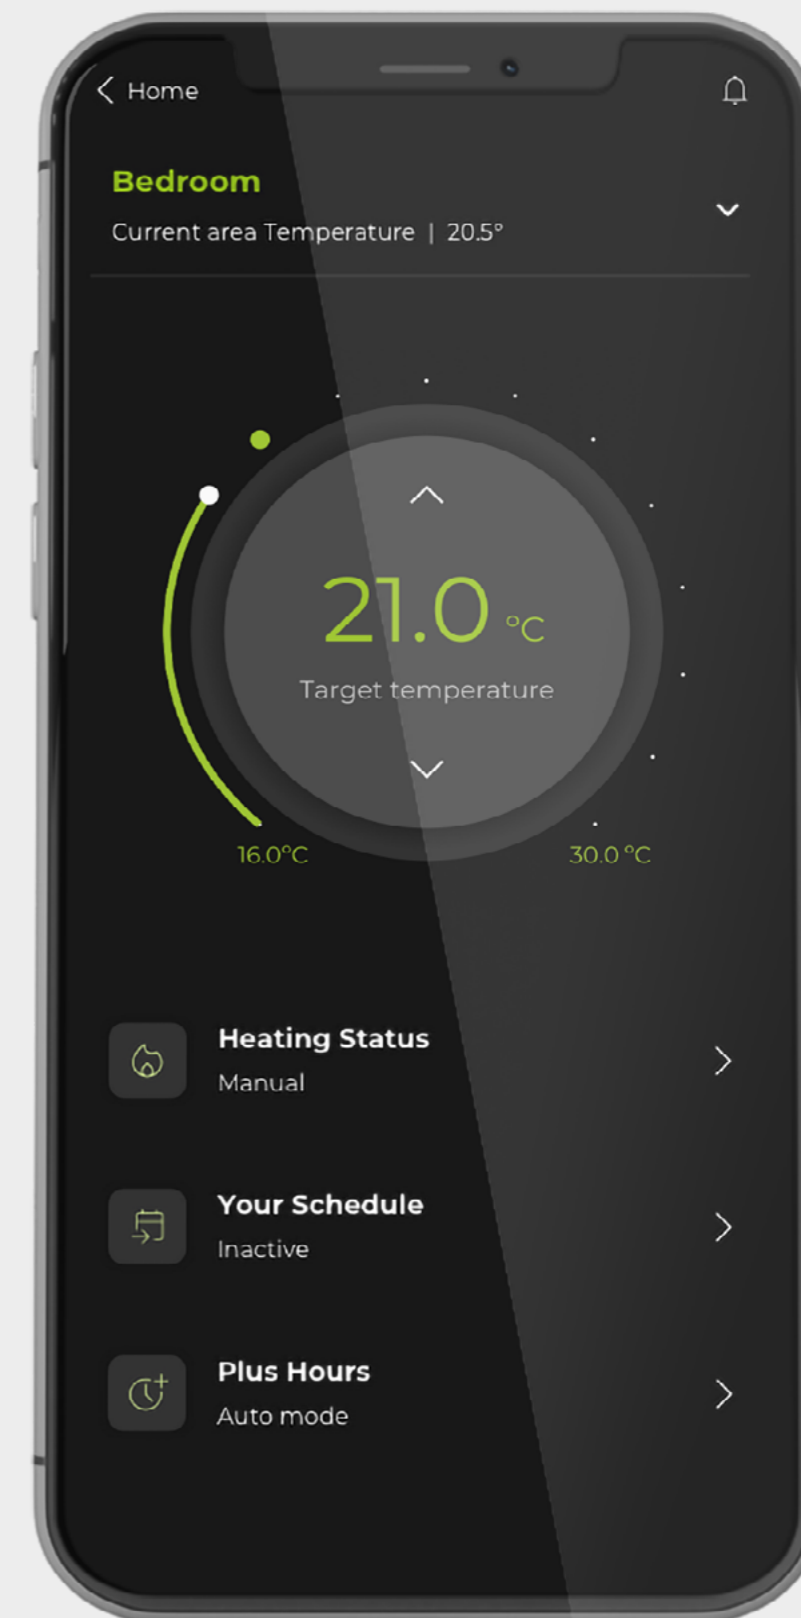 Home
Bedroom
Current area Temperature | 20.5°
21.0 °C
Target temperature
16.0°C
30.0 °C
Heating Status
Manual
Your Schedule
Inactive
Plus Hours
Auto mode